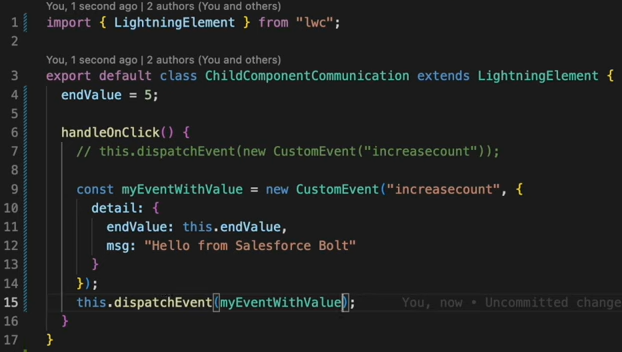 You, 1 second ago | 2 authors (You and others)
1 import { LightningElement } from "lwc";
2
You, 1 second ago | 2 authors (You and others)
3 export default class ChildComponentCommunication extends LightningElement {
4 endValue = 5;
5
6 handleOnClick() {
7 // this.dispatchEvent(new CustomEvent("increasecount"));
8
9 const myEventWithValue = new CustomEvent("increasecount", {
10 detail: {
11 endValue: this.endValue,
12 msg: "Hello from Salesforce Bolt"
13 }
14 });
15 this.dispatchEvent(myEventWithValue); You, now • Uncommitted change
16 }
17 }